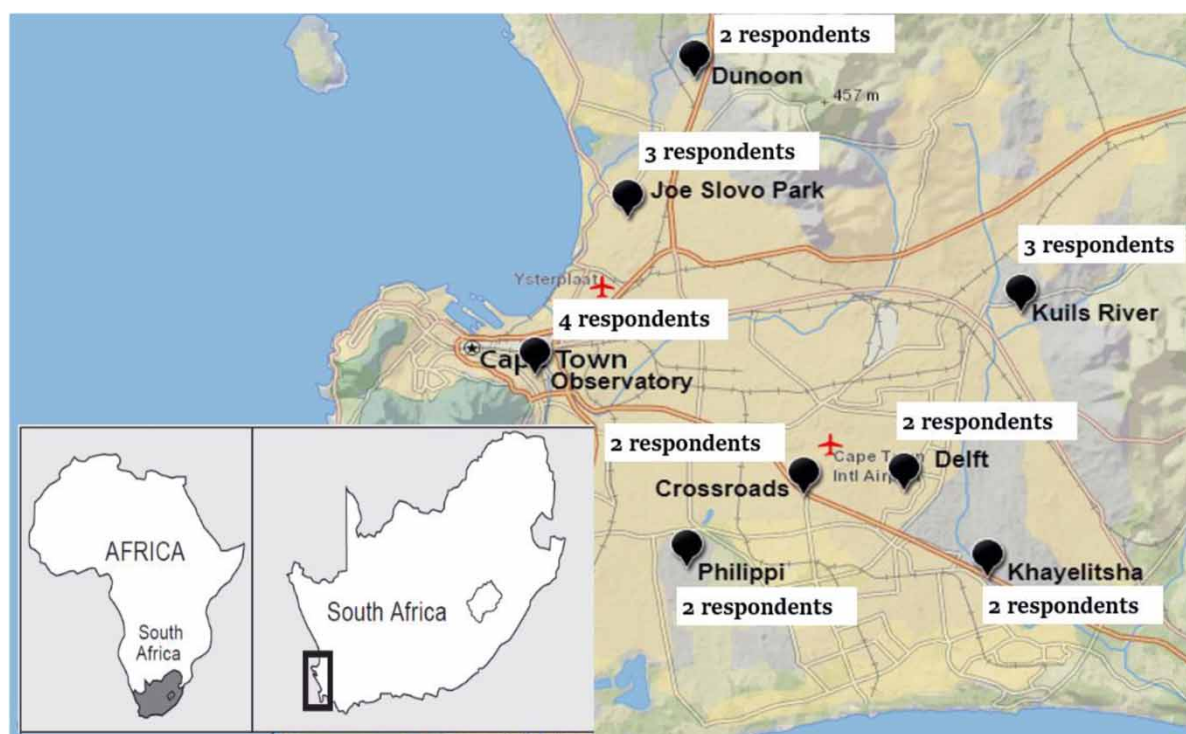 2 respondents
Dunoon
457 m
3 respondents
Joe Slovo Park
3 respondents
Kuils River
Ysterplaat
4 respondents
Cape Town
Observatory
2 respondents
2 respondents
Cape Town
Intl Airport
Delft
Crossroads
Philippi
Khayelitsha
2 respondents
2 respondents
AFRICA
South
Africa
South Africa